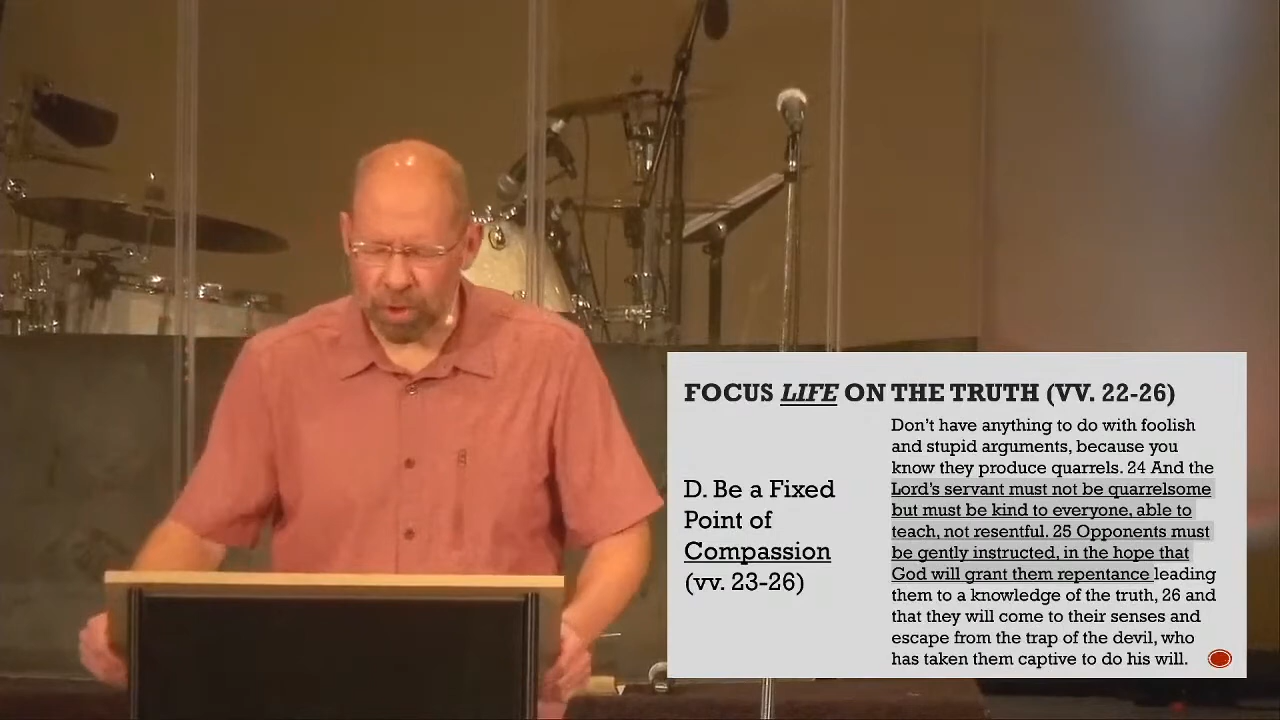 FOCUS LIFE ON THE TRUTH (VV. 22-26)
D. Be a Fixed
Point of
Compassion
(vv. 23-26)
Don't have anything to do with foolish
and stupid arguments, because you
know they produce quarrels. 24 And the
Lord's servant must not be quarrelsome
but must be kind to everyone, able to
teach, not resentful. 25 Opponents must
be gently instructed, in the hope that
God will grant them repentance leading
them to a knowledge of the truth, 26 and
that they will come to their senses and
escape from the trap of the devil, who
has taken them captive to do his will.